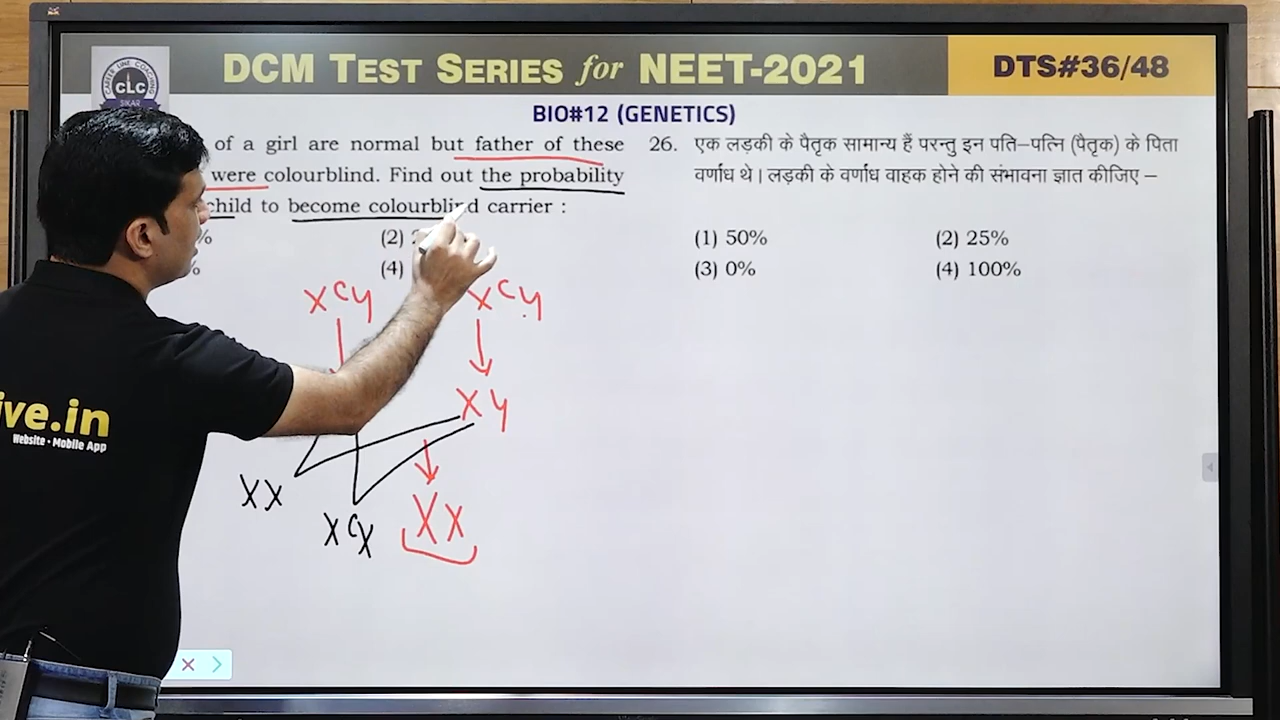 DCM TEST SERIES for NEET-2021
DTS#36/48
CLC
SIKAR
BIO#12 (GENETICS)
of a girl are normal but father of these
were colourblind. Find out the probability
child to become colourblind carrier :
%
(2)
(4)
26. एक लड़की के पैतृक सामान्य हैं परन्तु इन पति–पत्नि (पैतृक) के पिता
वर्णांध थे। लड़की के वर्णांध वाहक होने की संभावना ज्ञात कीजिए –
(1) 50%
(2) 25%
(3) 0%
(4) 100%
XᶜY
XᶜY
XY
XX
XᶜX
XX
ive.in
Website • Mobile App